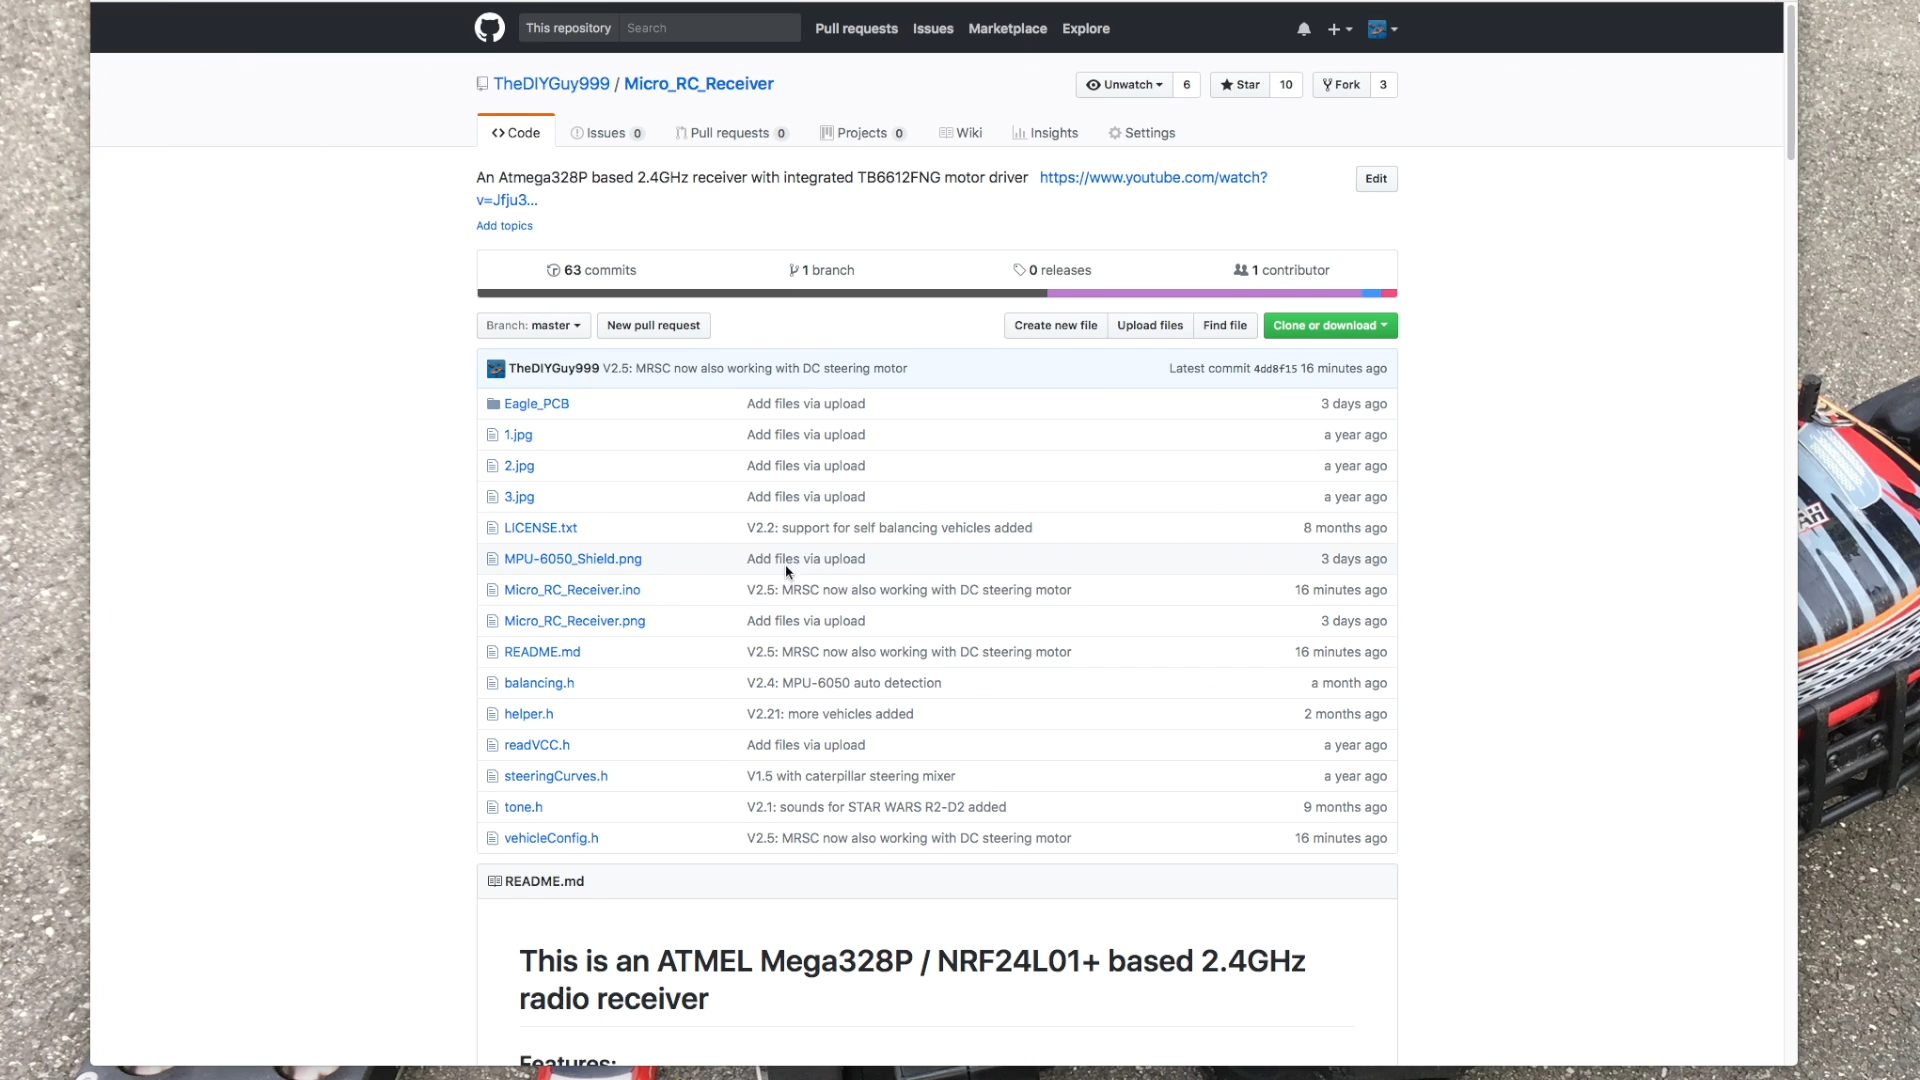 This repository Search Pull requests Issues Marketplace Explore
TheDIYGuy999 / Micro_RC_Receiver Unwatch 6 Star 10 Fork 3
Code Issues 0 Pull requests 0 Projects 0 Wiki Insights Settings
An Atmega328P based 2.4GHz receiver with integrated TB6612FNG motor driver https://www.youtube.com/watch? Edit
v=Jfju3...
Add topics
63 commits 1 branch 0 releases 1 contributor
Branch: master New pull request Create new file Upload files Find file Clone or download
TheDIYGuy999 V2.5: MRSC now also working with DC steering motor Latest commit 4dd8f15 16 minutes ago
Eagle_PCB Add files via upload 3 days ago
1.jpg Add files via upload a year ago
2.jpg Add files via upload a year ago
3.jpg Add files via upload a year ago
LICENSE.txt V2.2: support for self balancing vehicles added 8 months ago
MPU-6050_Shield.png Add files via upload 3 days ago
Micro_RC_Receiver.ino V2.5: MRSC now also working with DC steering motor 16 minutes ago
Micro_RC_Receiver.png Add files via upload 3 days ago
README.md V2.5: MRSC now also working with DC steering motor 16 minutes ago
balancing.h V2.4: MPU-6050 auto detection a month ago
helper.h V2.21: more vehicles added 2 months ago
readVCC.h Add files via upload a year ago
steeringCurves.h V1.5 with caterpillar steering mixer a year ago
tone.h V2.1: sounds for STAR WARS R2-D2 added 9 months ago
vehicleConfig.h V2.5: MRSC now also working with DC steering motor 16 minutes ago
README.md
This is an ATMEL Mega328P / NRF24L01+ based 2.4GHz
radio receiver
Features: